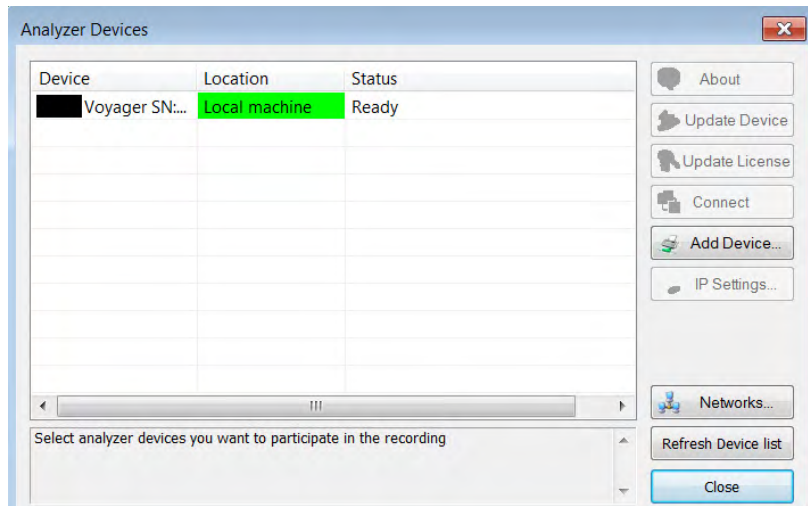 Analyzer Devices
Device Location Status
Voyager SN:... Local machine Ready
About
Update Device
Update License
Connect
Add Device...
IP Settings...
Networks...
Refresh Device list
Close
Select analyzer devices you want to participate in the recording